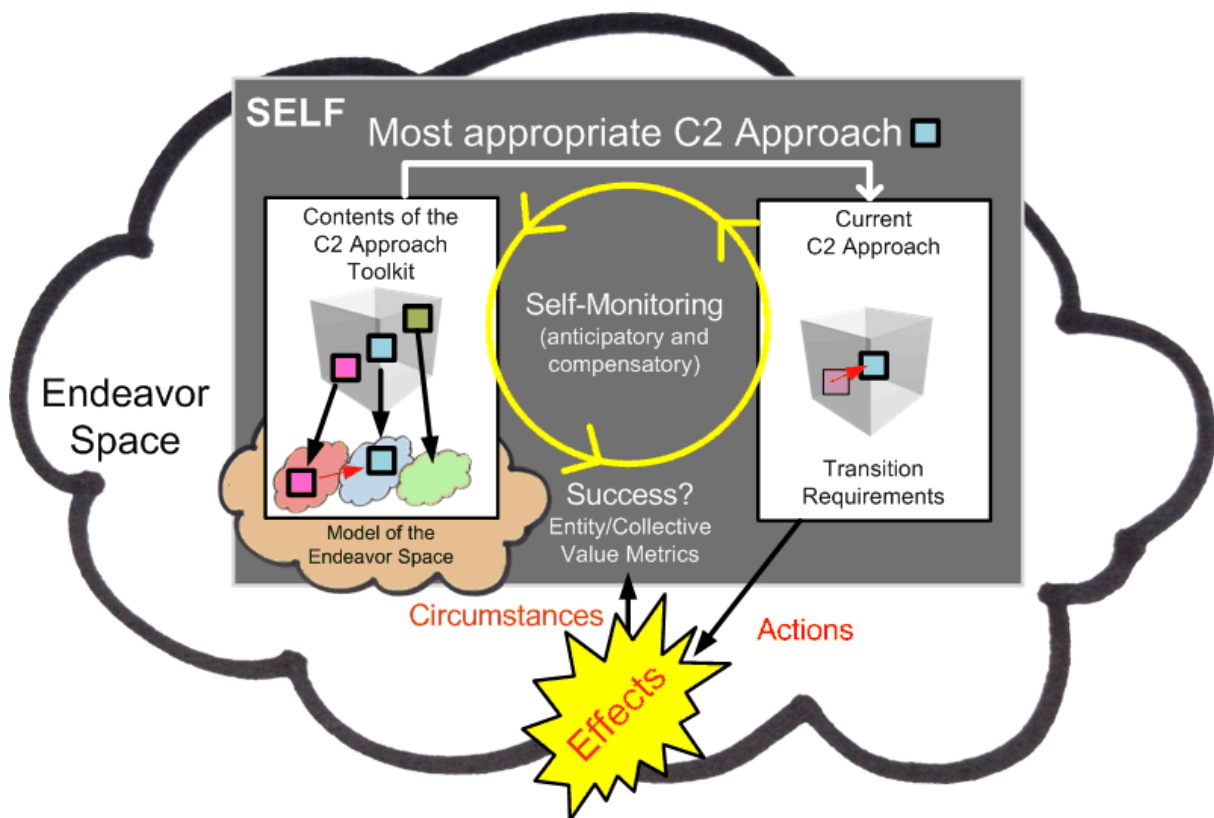 SELF
Most appropriate C2 Approach
Contents of the
C2 Approach
Toolkit
Current
C2 Approach
Self-Monitoring
(anticipatory and
compensatory)
Endeavor
Space
Transition
Requirements
Success?
Entity/Collective
Value Metrics
Model of the
Endeavor Space
Circumstances
Actions
Effects